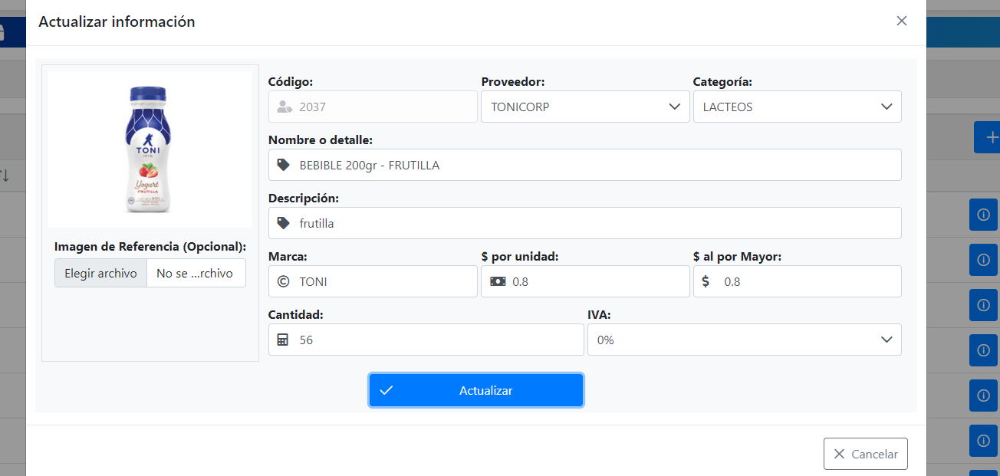 Actualizar información
Código:
2037
Proveedor:
TONICORP
Categoría:
LACTEOS
Nombre o detalle:
BEBIBLE 200gr - FRUTILLA
Descripción:
frutilla
Marca:
TONI
$ por unidad:
0.8
$ al por Mayor:
$ 0.8
Cantidad:
56
IVA:
0%
TONI
Yogurt
FRUTILLA
Imagen de Referencia (Opcional):
Elegir archivo No se ...rchivo
Actualizar
Cancelar